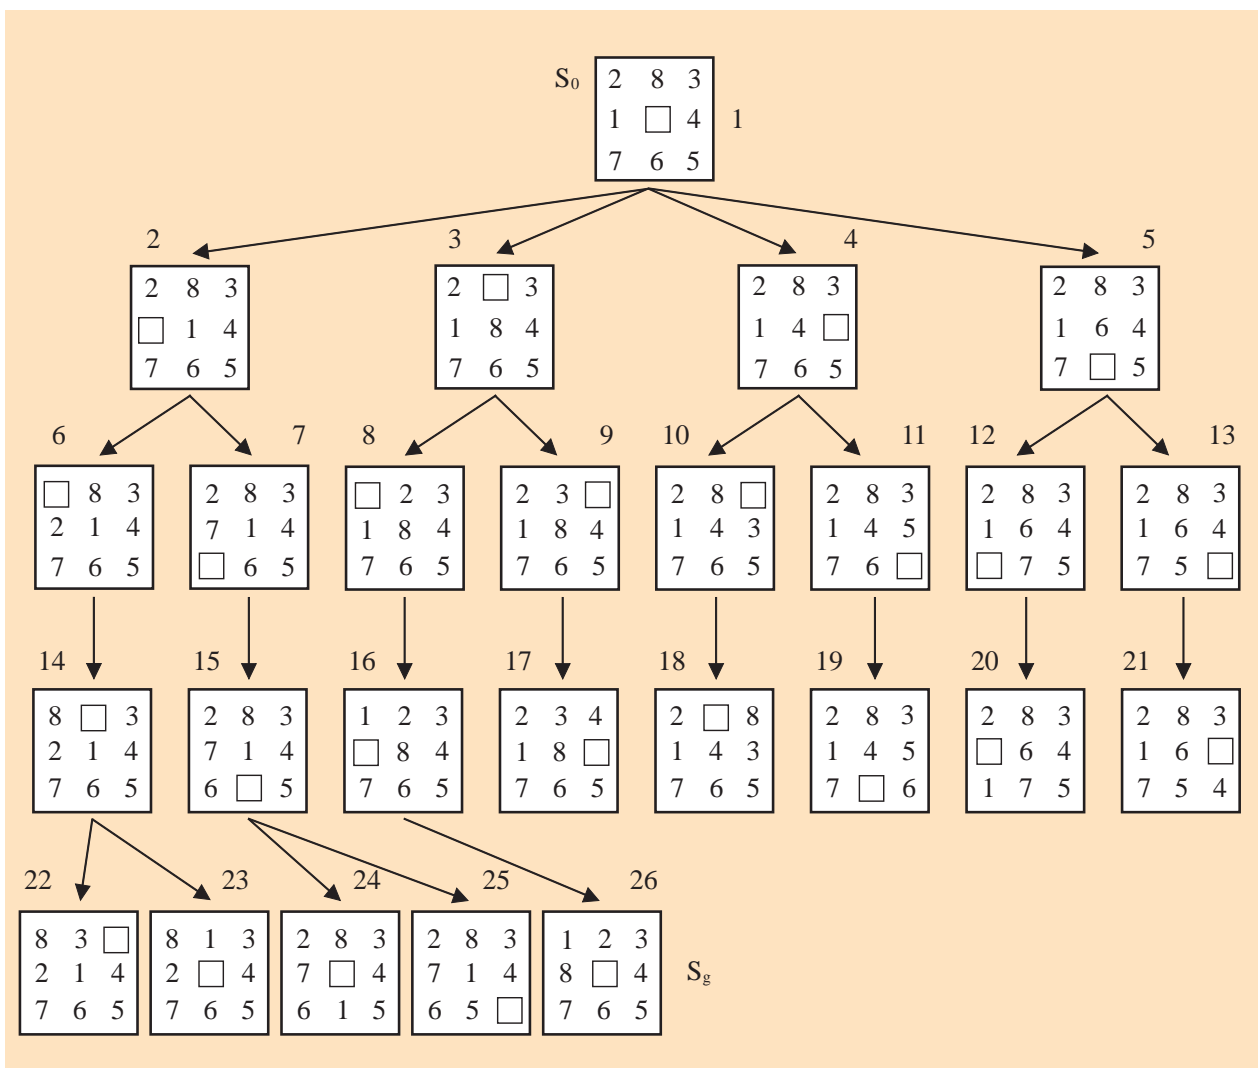 S0 2 8 3
1 □ 4 1
7 6 5
2 3 4 5
2 8 3 2 □ 3 2 8 3 2 8 3
□ 1 4 1 8 4 1 4 □ 1 6 4
7 6 5 7 6 5 7 6 5 7 □ 5
6 7 8 9 10 11 12 13
□ 8 3 2 8 3 □ 2 3 2 3 □ 2 8 □ 2 8 3 2 8 3 2 8 3
2 1 4 7 1 4 1 8 4 1 8 4 1 4 3 1 4 5 1 6 4 1 6 4
7 6 5 □ 6 5 7 6 5 7 6 5 7 6 5 7 6 □ □ 7 5 7 5 □
14 15 16 17 18 19 20 21
8 □ 3 2 8 3 1 2 3 2 3 4 2 □ 8 2 8 3 2 8 3 2 8 3
2 1 4 7 1 4 □ 8 4 1 8 □ 1 4 3 1 4 5 □ 6 4 1 6 □
7 6 5 6 □ 5 7 6 5 7 6 5 7 6 5 7 □ 6 1 7 5 7 5 4
22 23 24 25 26
8 3 □ 8 1 3 2 8 3 2 8 3 1 2 3
2 1 4 2 □ 4 7 □ 4 7 1 4 8 □ 4 Sg
7 6 5 7 6 5 6 1 5 6 5 □ 7 6 5